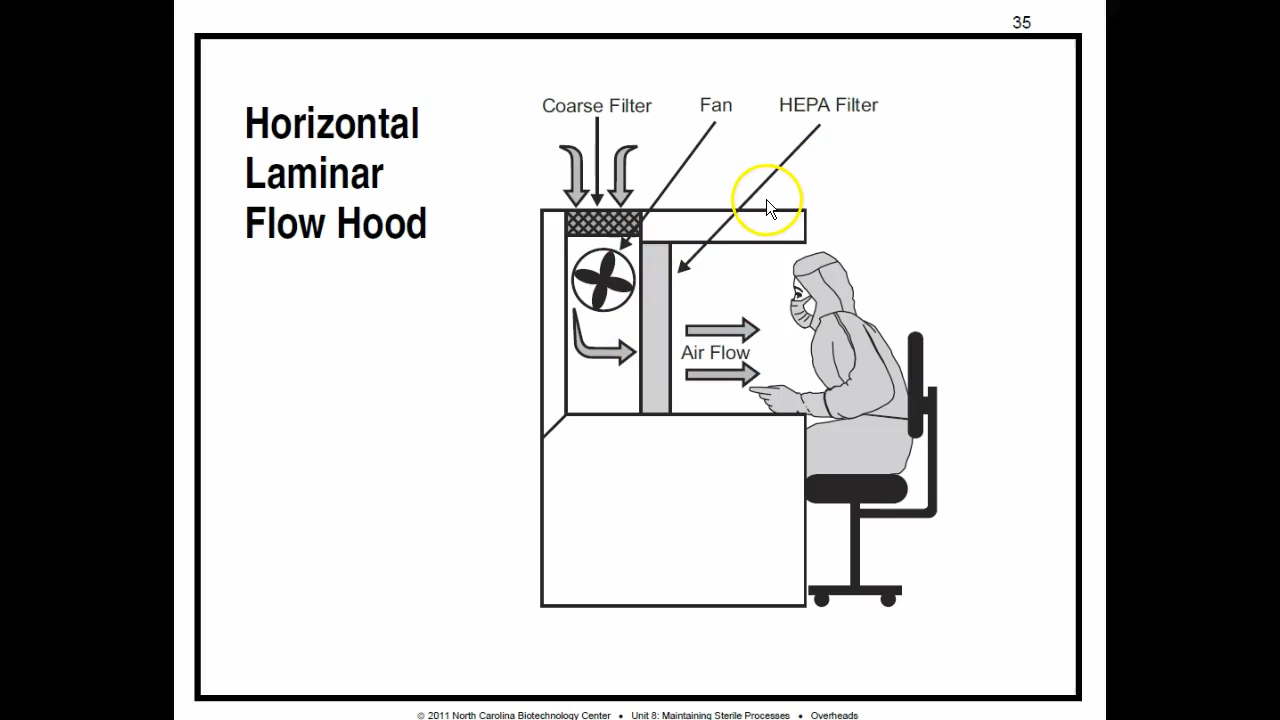 35
Horizontal
Laminar
Flow Hood
Coarse Filter
Fan
HEPA Filter
Air Flow
© 2011 North Carolina Biotechnology Center • Unit 8: Maintaining Sterile Processes • Overheads